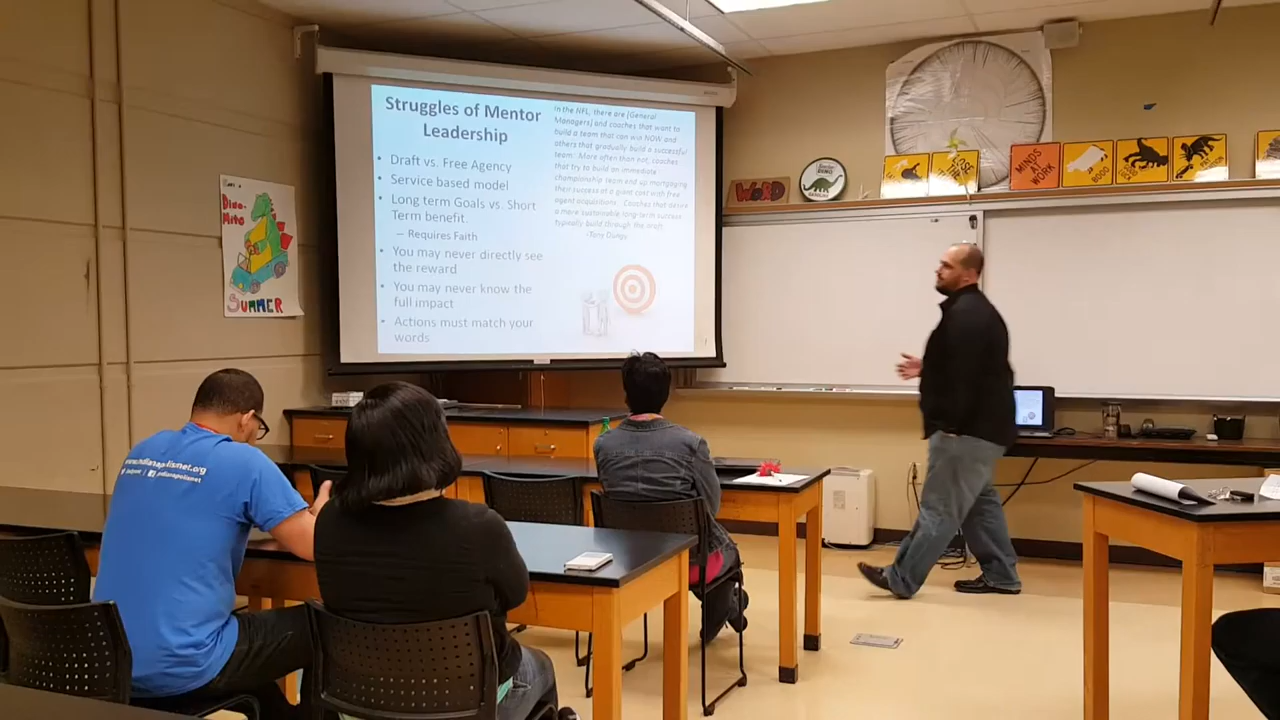 Struggles of Mentor
Leadership
• Draft vs. Free Agency
• Service based model
• Long term Goals vs. Short
Term benefit.
– Requires Faith
• You may never directly see
the reward
• You may never know the
full impact
• Actions must match your
words
In the NFL, there are [General
Managers] and coaches that want to
build a team that can win NOW and
others that gradually build a successful
team. More often than not, coaches
that try to build an immediate
championship team end up mortgaging
their success at a giant cost with free
agent acquisitions. Coaches that desire
a more sustainable long-term success
typically build through the draft.
-Tony Dungy
Dino-
Mite
SUMMER
WORD
MINDS
AT
WORK
www.indianapolismet.org
indianapolismet